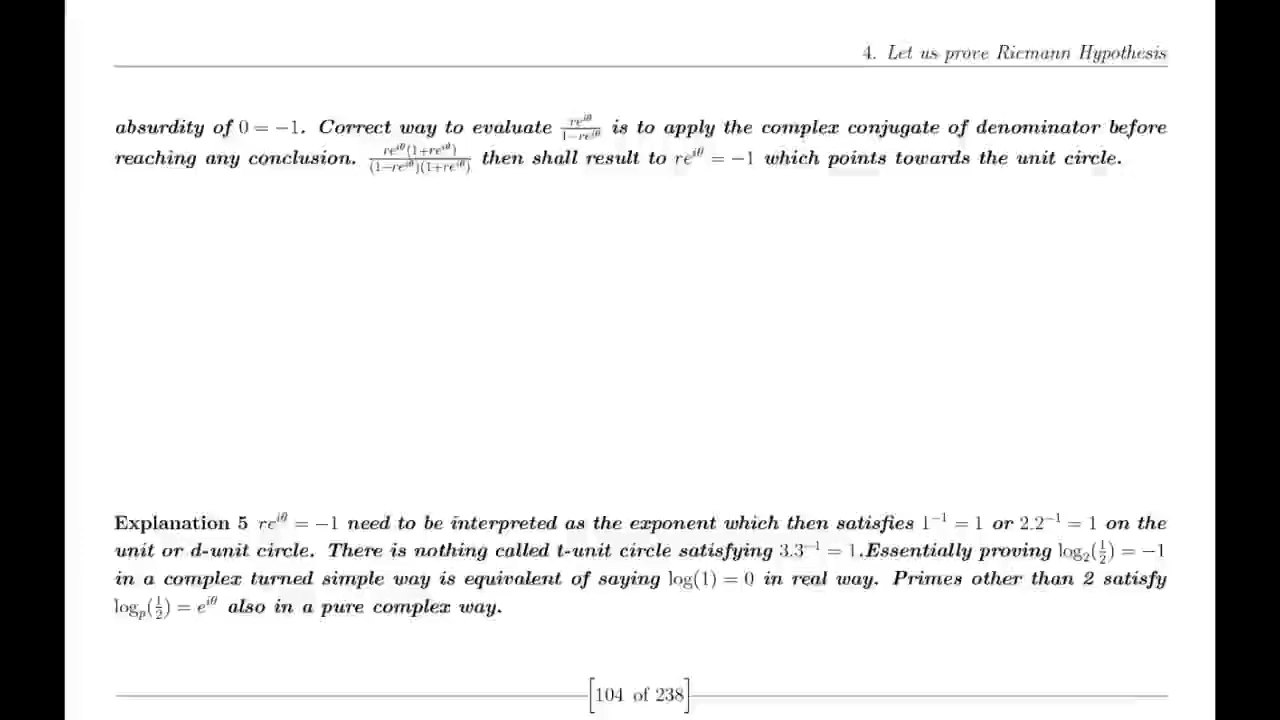 4. Let us prove Riemann Hypothesis
absurdity of 0 = −1. Correct way to evaluate re^{iθ}/(1−re^{iθ}) is to apply the complex conjugate of denominator before
reaching any conclusion. re^{iθ}(1+re^{iθ})/((1−re^{iθ})(1+re^{iθ})) then shall result to re^{iθ} = −1 which points towards the unit circle.
Explanation 5 re^{iθ} = −1 need to be interpreted as the exponent which then satisfies 1^{−1} = 1 or 2.2^{−1} = 1 on the
unit or d-unit circle. There is nothing called t-unit circle satisfying 3.3^{−1} = 1.Essentially proving log_2(1/2) = −1
in a complex turned simple way is equivalent of saying log(1) = 0 in real way. Primes other than 2 satisfy
log_p(1/2) = e^{iθ} also in a pure complex way.
[104 of 238]